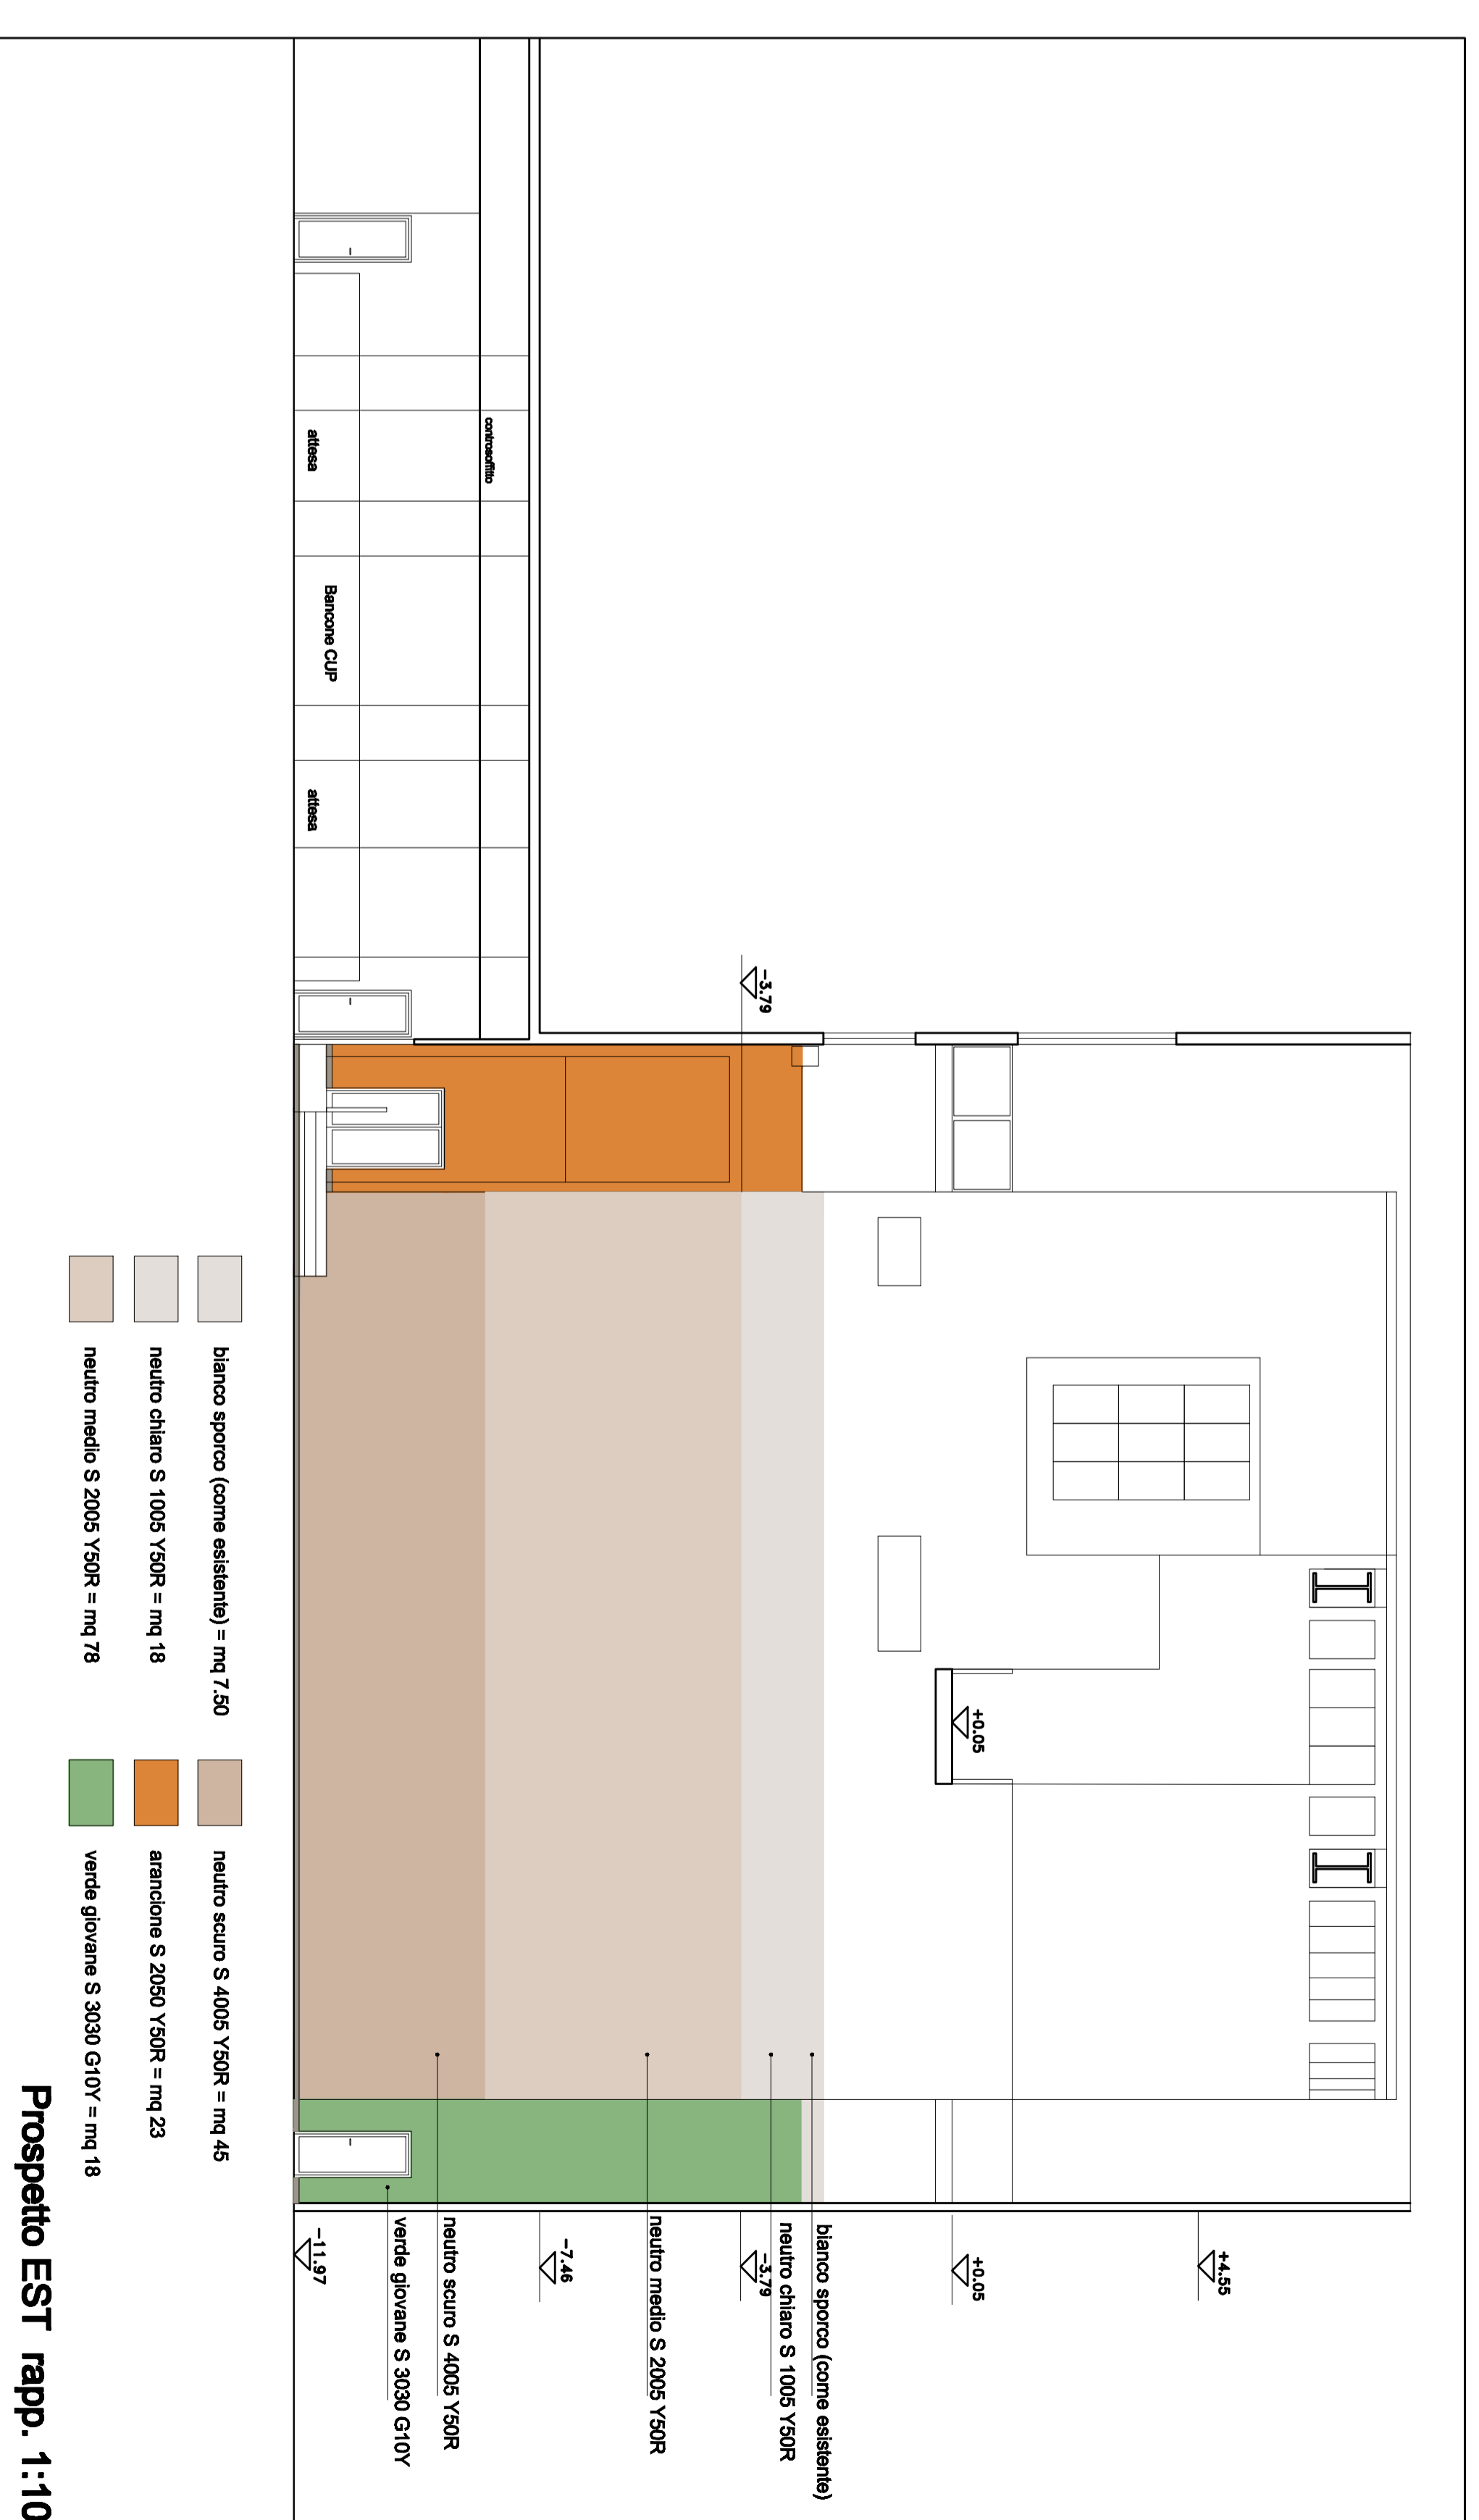 +4.55
+0.05
+0.05
-3.79
-3.79
-7.46
-11.97
controsoffitto
attesa
Bancone CUP
attesa
bianco sporco (come esistente)
neutro chiaro S 1005 Y50R
neutro medio S 2005 Y50R
neutro scuro S 4005 Y50R
verde giovane S 3030 G10Y
bianco sporco (come esistente) = mq 7.50
neutro chiaro S 1005 Y50R = mq 18
neutro medio S 2005 Y50R = mq 78
neutro scuro S 4005 Y50R = mq 45
arancione S 2050 Y50R = mq 23
verde giovane S 3030 G10Y = mq 18
Prospetto EST rapp. 1:10